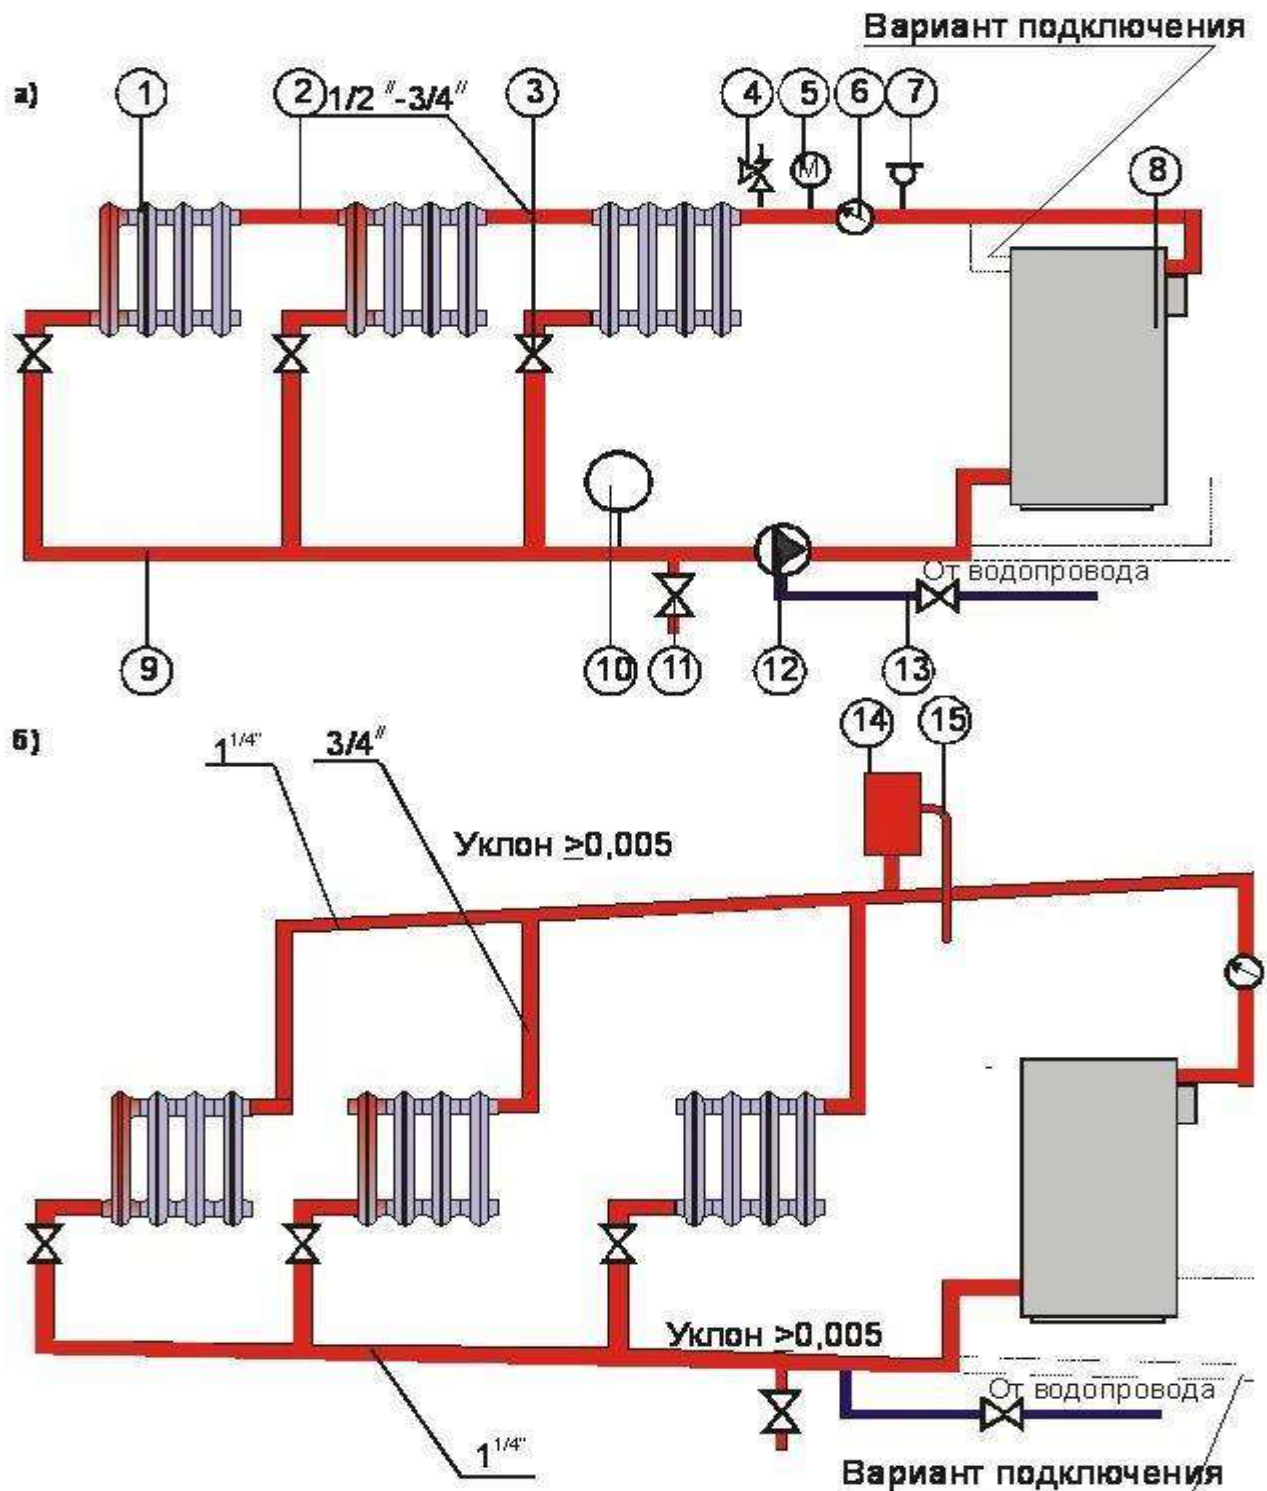 Вариант подключения
а)
1 2 1/2 "-3/4" 3 4 5 6 7
8
M
От водопровода
9 10 11 12 13
14 15
б)
1 1/4" 3/4"
Уклон ≥0,005
Уклон ≥0,005
От водопровода
1 1/4"
Вариант подключения